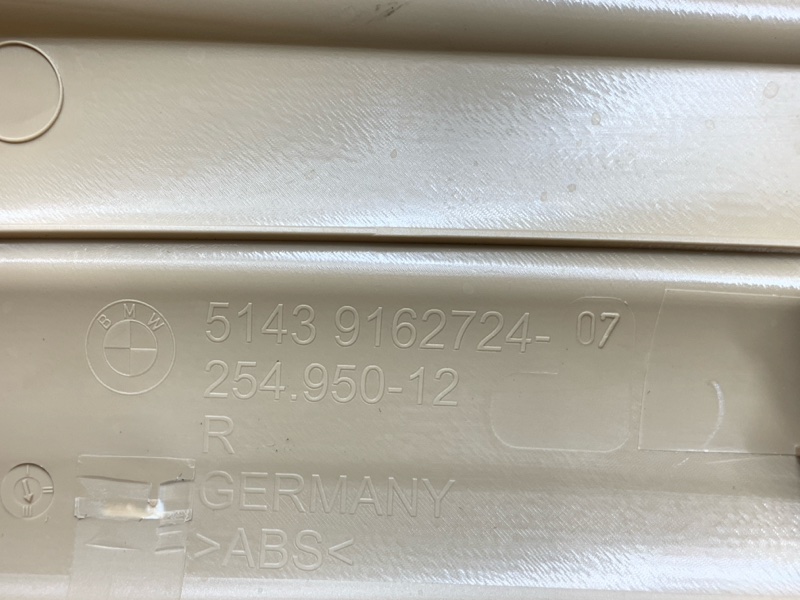 BMW
5143 9162724- 07
254.950-12
R
GERMANY
>ABS<